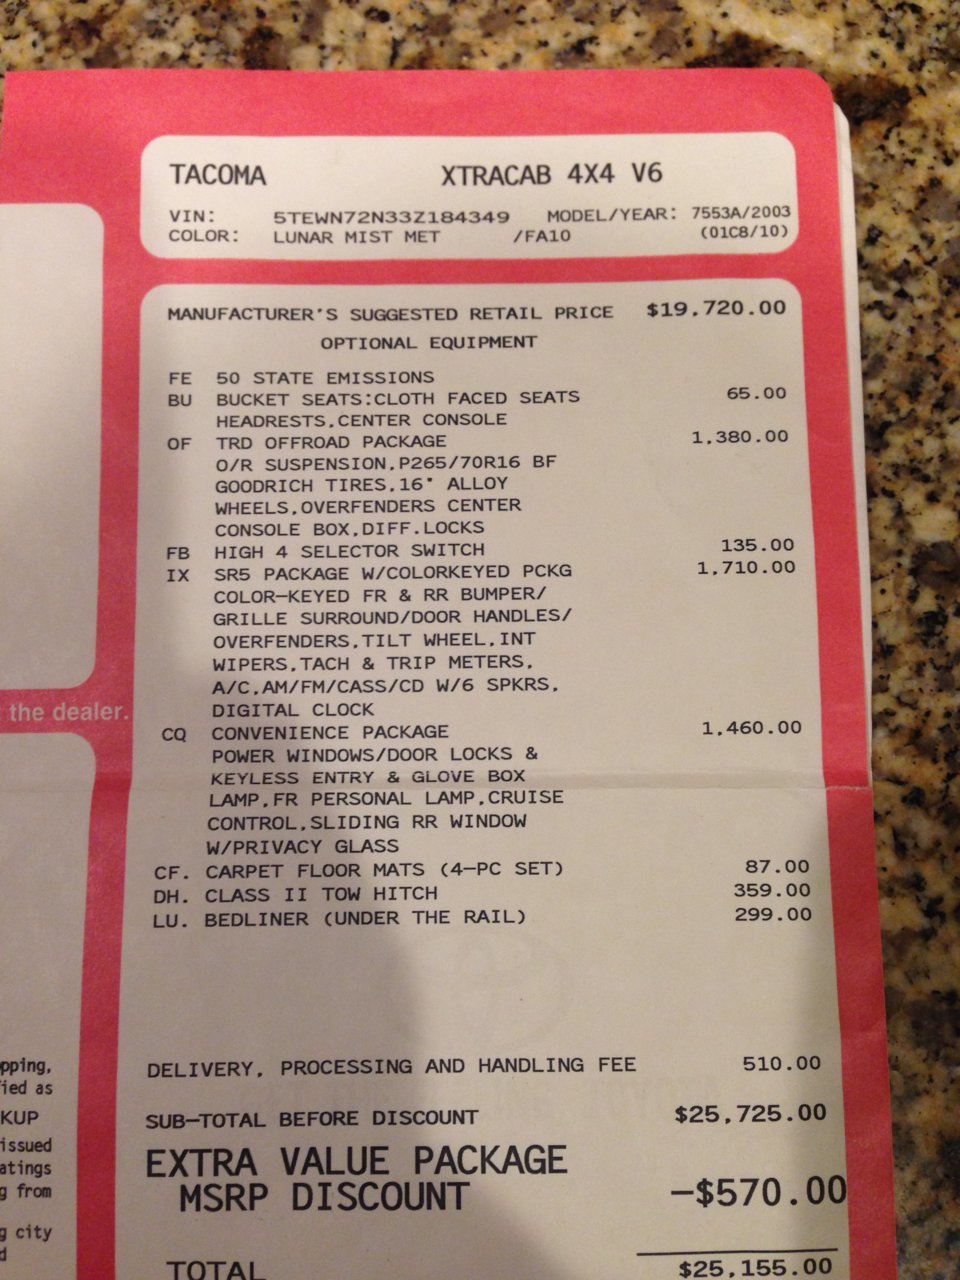 TACOMA XTRACAB 4X4 V6
VIN: 5TEWN72N33Z184349 MODEL/YEAR: 7553A/2003
COLOR: LUNAR MIST MET /FA10 (01C8/10)
MANUFACTURER'S SUGGESTED RETAIL PRICE $19,720.00
OPTIONAL EQUIPMENT
FE 50 STATE EMISSIONS
BU BUCKET SEATS:CLOTH FACED SEATS 65.00
HEADRESTS,CENTER CONSOLE
OF TRD OFFROAD PACKAGE 1,380.00
O/R SUSPENSION,P265/70R16 BF
GOODRICH TIRES,16" ALLOY
WHEELS,OVERFENDERS CENTER
CONSOLE BOX,DIFF.LOCKS
FB HIGH 4 SELECTOR SWITCH 135.00
IX SR5 PACKAGE W/COLORKEYED PCKG 1,710.00
COLOR-KEYED FR & RR BUMPER/
GRILLE SURROUND/DOOR HANDLES/
OVERFENDERS,TILT WHEEL,INT
WIPERS,TACH & TRIP METERS,
A/C,AM/FM/CASS/CD W/6 SPKRS,
DIGITAL CLOCK
CQ CONVENIENCE PACKAGE 1,460.00
POWER WINDOWS/DOOR LOCKS &
KEYLESS ENTRY & GLOVE BOX
LAMP,FR PERSONAL LAMP,CRUISE
CONTROL,SLIDING RR WINDOW
W/PRIVACY GLASS
CF. CARPET FLOOR MATS (4-PC SET) 87.00
DH. CLASS II TOW HITCH 359.00
LU. BEDLINER (UNDER THE RAIL) 299.00
DELIVERY, PROCESSING AND HANDLING FEE 510.00
SUB-TOTAL BEFORE DISCOUNT $25,725.00
EXTRA VALUE PACKAGE
MSRP DISCOUNT -$570.00
TOTAL $25,155.00
the dealer.
pping,
ied as
KUP
issued
atings
g from
g city
d